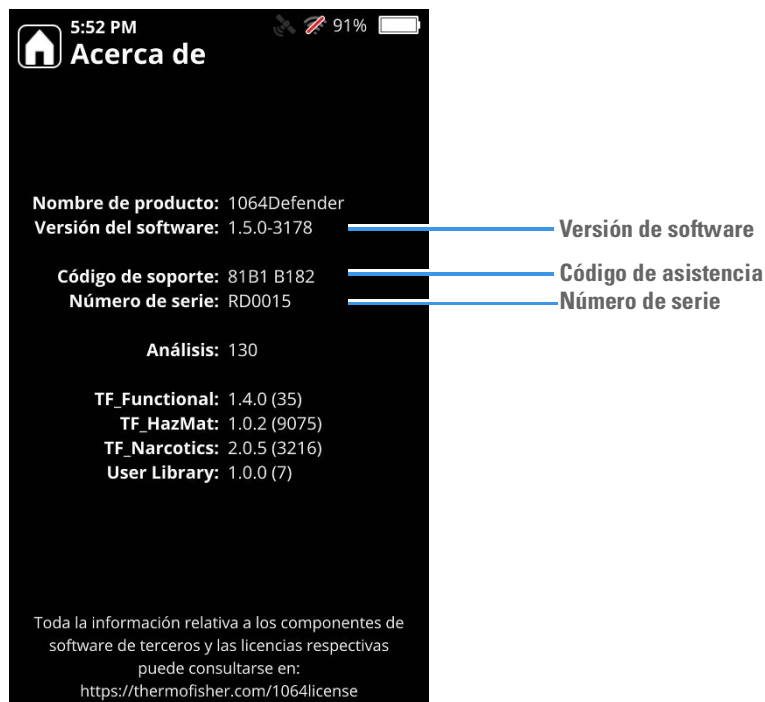 5:52 PM
91%
Acerca de
Nombre de producto: 1064Defender
Versión del software: 1.5.0-3178
Versión de software
Código de soporte: 81B1 B182
Código de asistencia
Número de serie: RD0015
Número de serie
Análisis: 130
TF_Functional: 1.4.0 (35)
TF_HazMat: 1.0.2 (9075)
TF_Narcotics: 2.0.5 (3216)
User Library: 1.0.0 (7)
Toda la información relativa a los componentes de
software de terceros y las licencias respectivas
puede consultarse en:
https://thermofisher.com/1064license